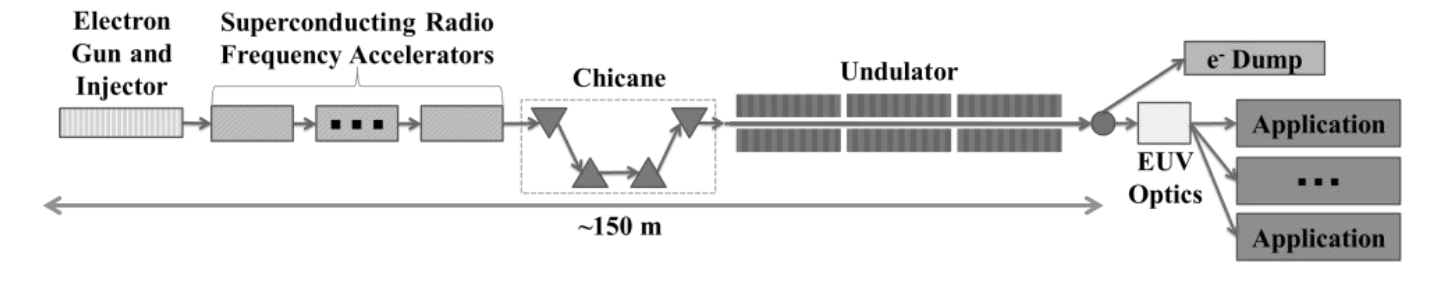 Electron
Gun and
Injector
Superconducting Radio
Frequency Accelerators
Chicane
Undulator
e- Dump
EUV
Optics
Application
Application
~150 m